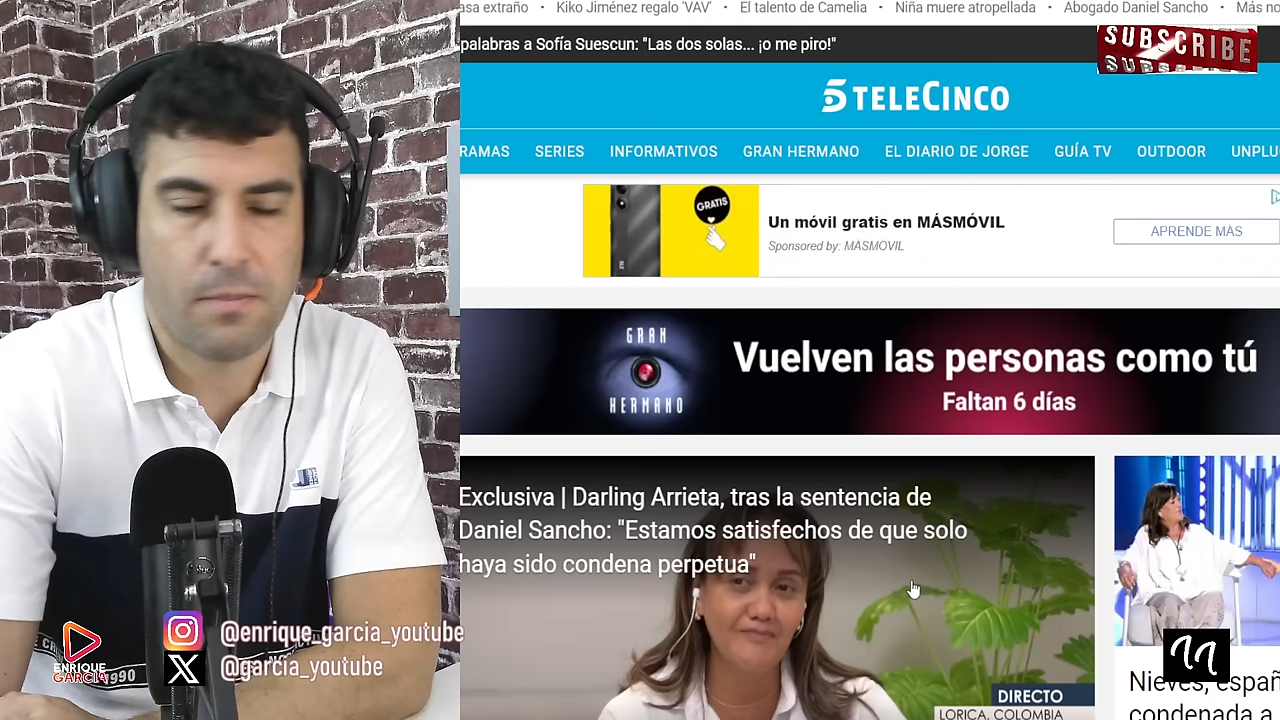 asa extraño • Kiko Jiménez regalo 'VAV' • El talento de Camelia • Niña muere atropellada • Abogado Daniel Sancho • Más no
palabras a Sofía Suescun: "Las dos solas... ¡o me piro!"
SUBSCRIBE
5 TELECINCO
RAMAS SERIES INFORMATIVOS GRAN HERMANO EL DIARIO DE JORGE GUÍA TV OUTDOOR UNPLU
GRATIS
Un móvil gratis en MÁSMÓVIL
Sponsored by: MASMOVIL
APRENDE MÁS
GRAN
HERMANO
Vuelven las personas como tú
Faltan 6 días
Exclusiva | Darling Arrieta, tras la sentencia de
Daniel Sancho: "Estamos satisfechos de que solo
haya sido condena perpetua"
DIRECTO
LORICA, COLOMBIA
Nieves, españ
condenada a
@enrique_garcia_youtube
@garcia_youtube
ENRIQUE
GARCIA
1990